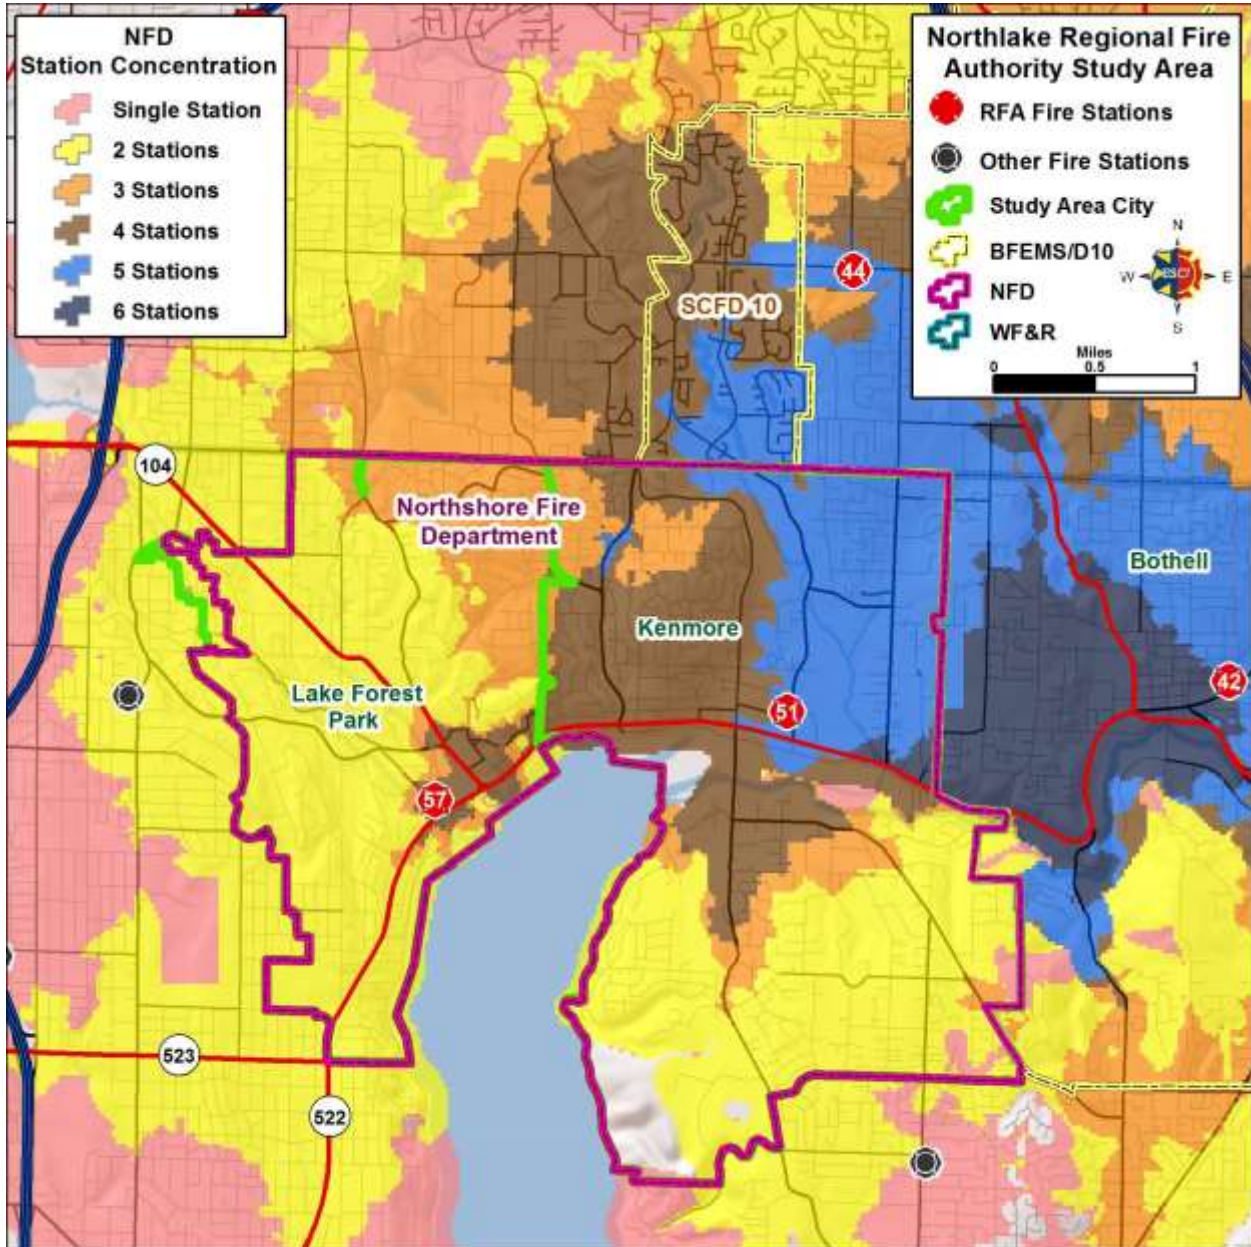 NFD
Station Concentration
Single Station
2 Stations
3 Stations
4 Stations
5 Stations
6 Stations
Northlake Regional Fire
Authority Study Area
RFA Fire Stations
Other Fire Stations
Study Area City
BFEMS/D10
NFD
WF&R
N
W
E
S
ESCi
Miles
0
0.5
1
44
SCFD 10
104
Northshore Fire
Department
Bothell
Kenmore
42
Lake Forest
Park
51
57
523
522